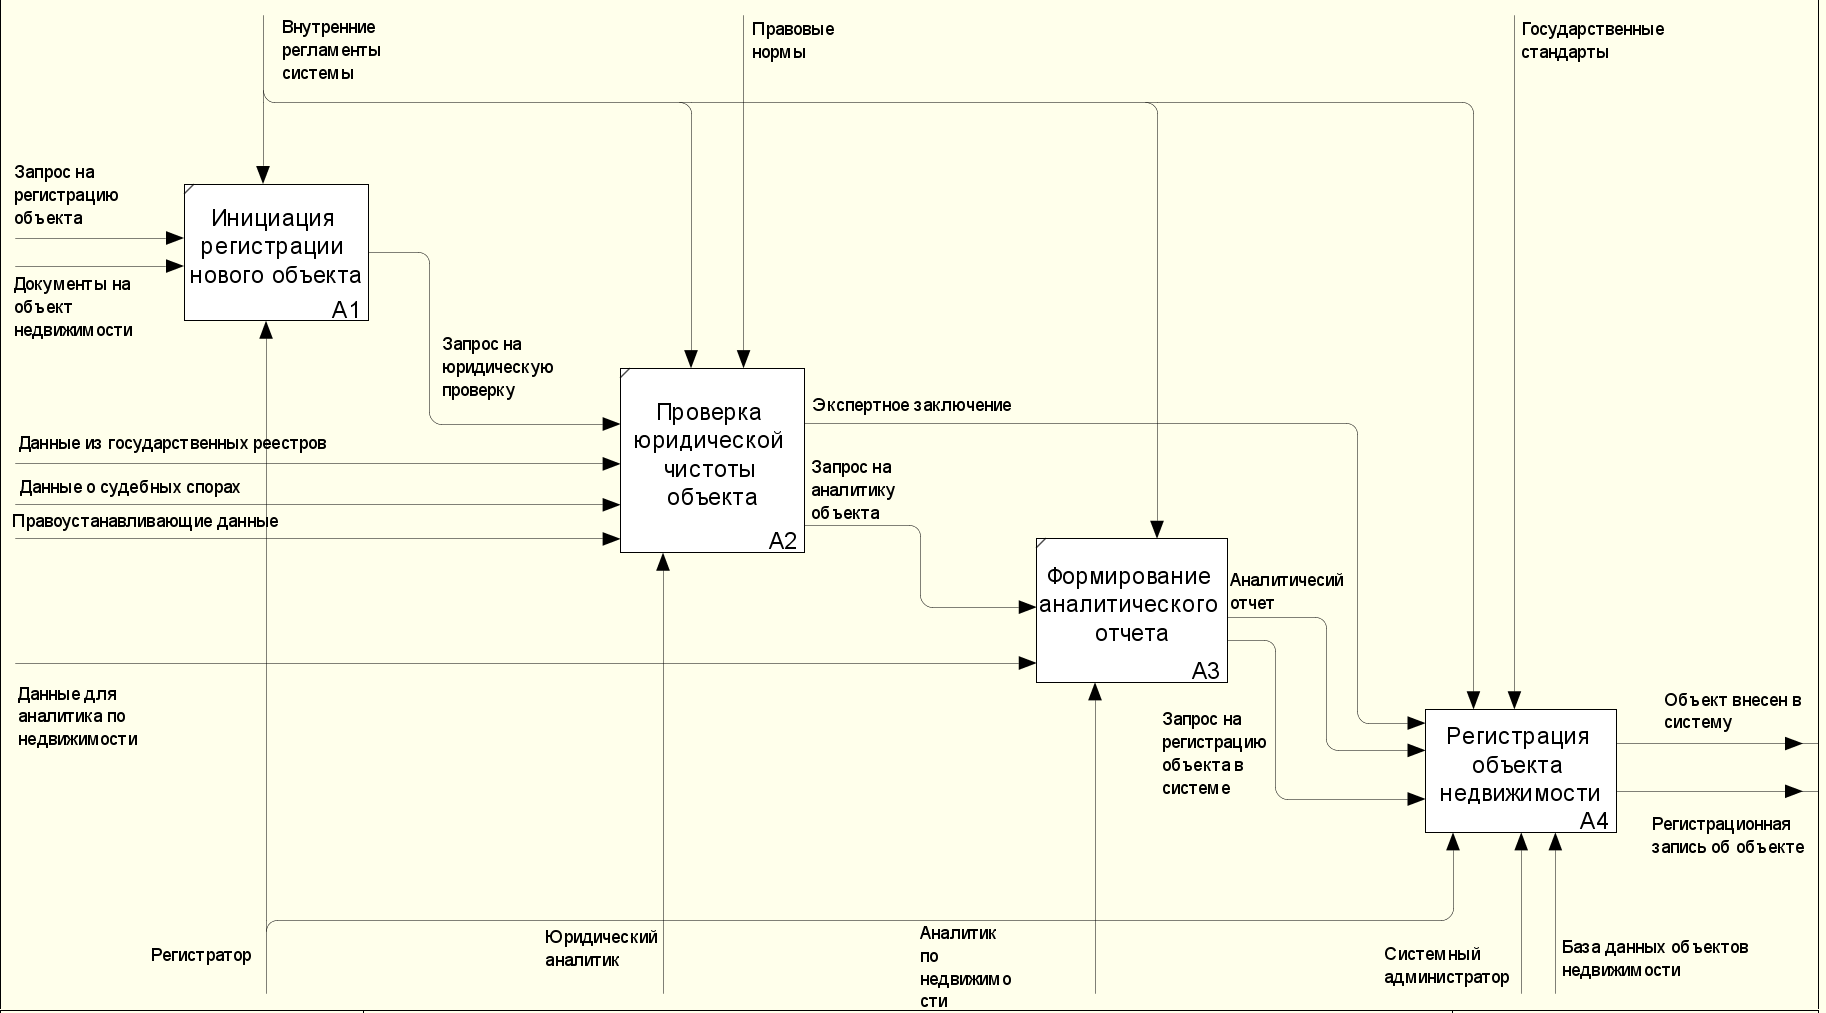 Внутренние
регламенты
системы
Правовые
нормы
Государственные
стандарты
Запрос на
регистрацию
объекта
Документы на
объект
недвижимости
Инициация
регистрации
нового объекта
A1
Запрос на
юридическую
проверку
Данные из государственных реестров
Данные о судебных спорах
Правоустанавливающие данные
Проверка
юридической
чистоты
объекта
A2
Экспертное заключение
Запрос на
аналитику
объекта
Формирование
аналитического
отчета
A3
Аналитичесий
отчет
Данные для
аналитика по
недвижимости
Запрос на
регистрацию
объекта в
системе
Регистрация
объекта
недвижимости
A4
Объект внесен в
систему
Регистрационная
запись об объекте
Регистратор
Юридический
аналитик
Аналитик
по
недвижимо
сти
Системный
администратор
База данных объектов
недвижимости